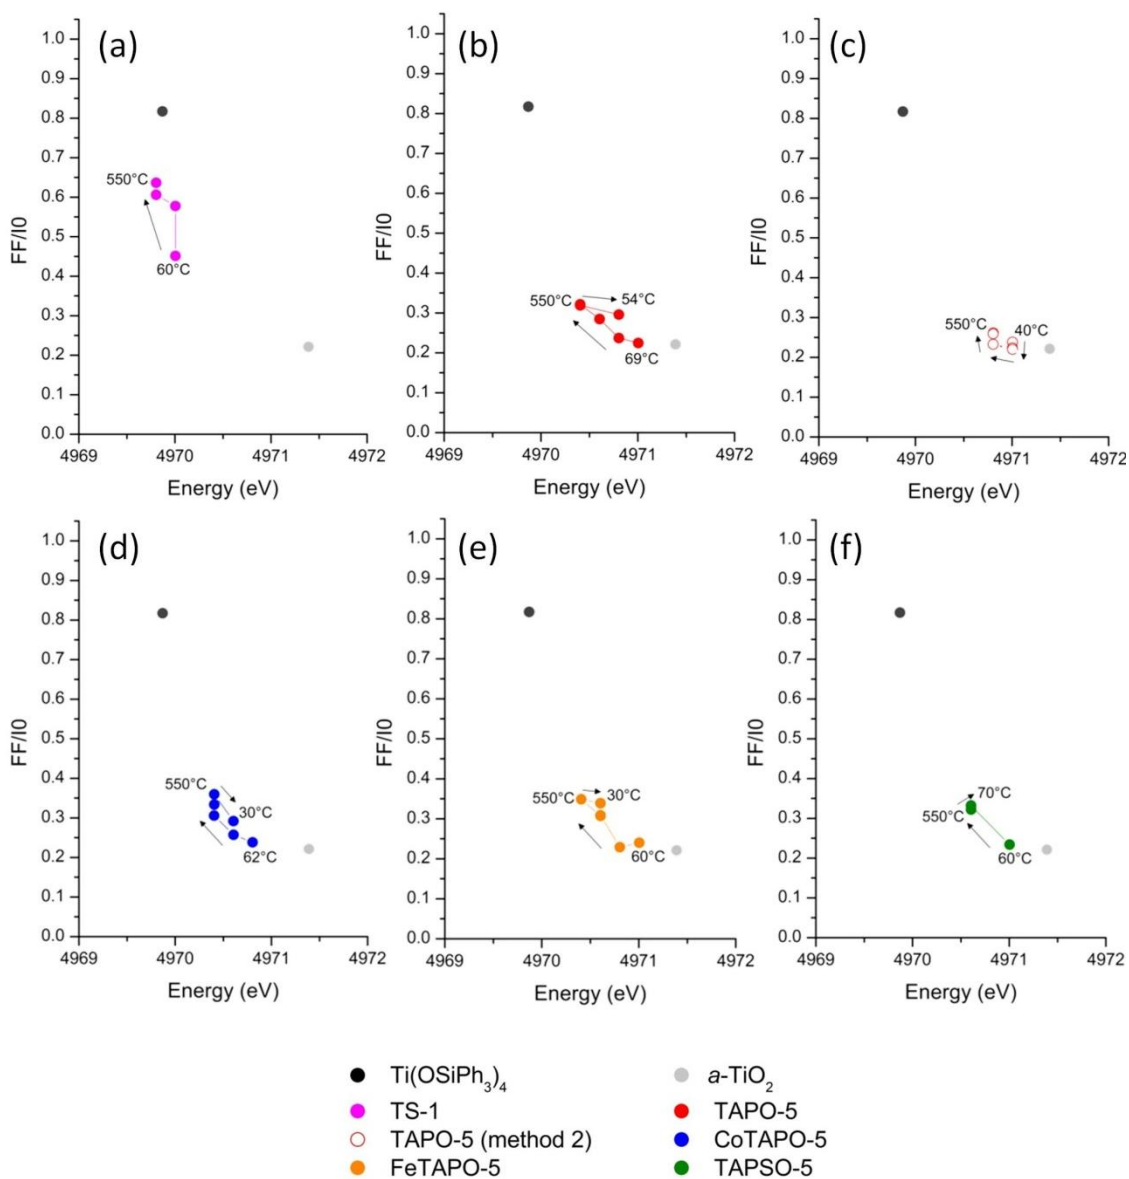 (a)
1.0
0.9
0.8
0.7
0.6
0.5
0.4
0.3
0.2
0.1
0.0
FF/I0
550°C
60°C
4969 4970 4971 4972
Energy (eV)
(b)
1.0
0.9
0.8
0.7
0.6
0.5
0.4
0.3
0.2
0.1
0.0
FF/I0
550°C
54°C
69°C
4969 4970 4971 4972
Energy (eV)
(c)
1.0
0.9
0.8
0.7
0.6
0.5
0.4
0.3
0.2
0.1
0.0
FF/I0
550°C
40°C
4969 4970 4971 4972
Energy (eV)
(d)
1.0
0.9
0.8
0.7
0.6
0.5
0.4
0.3
0.2
0.1
0.0
FF/I0
550°C
30°C
62°C
4969 4970 4971 4972
Energy (eV)
(e)
1.0
0.9
0.8
0.7
0.6
0.5
0.4
0.3
0.2
0.1
0.0
FF/I0
550°C
30°C
60°C
4969 4970 4971 4972
Energy (eV)
(f)
1.0
0.9
0.8
0.7
0.6
0.5
0.4
0.3
0.2
0.1
0.0
FF/I0
70°C
550°C
60°C
4969 4970 4971 4972
Energy (eV)
Ti(OSiPh₃)₄
a-TiO₂
TS-1
TAPO-5
TAPO-5 (method 2)
CoTAPO-5
FeTAPO-5
TAPSO-5